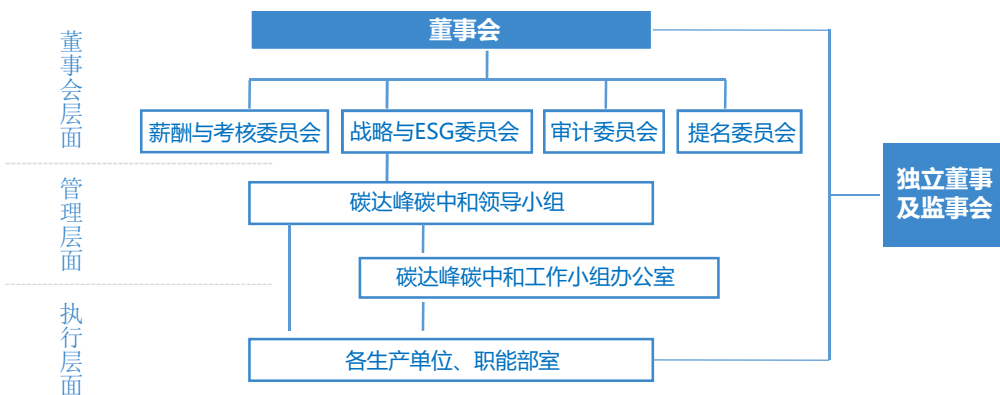 董事会
董事会层面
薪酬与考核委员会
战略与ESG委员会
审计委员会
提名委员会
独立董事
及监事会
管理层面
碳达峰碳中和领导小组
碳达峰碳中和工作小组办公室
执行层面
各生产单位、职能部室